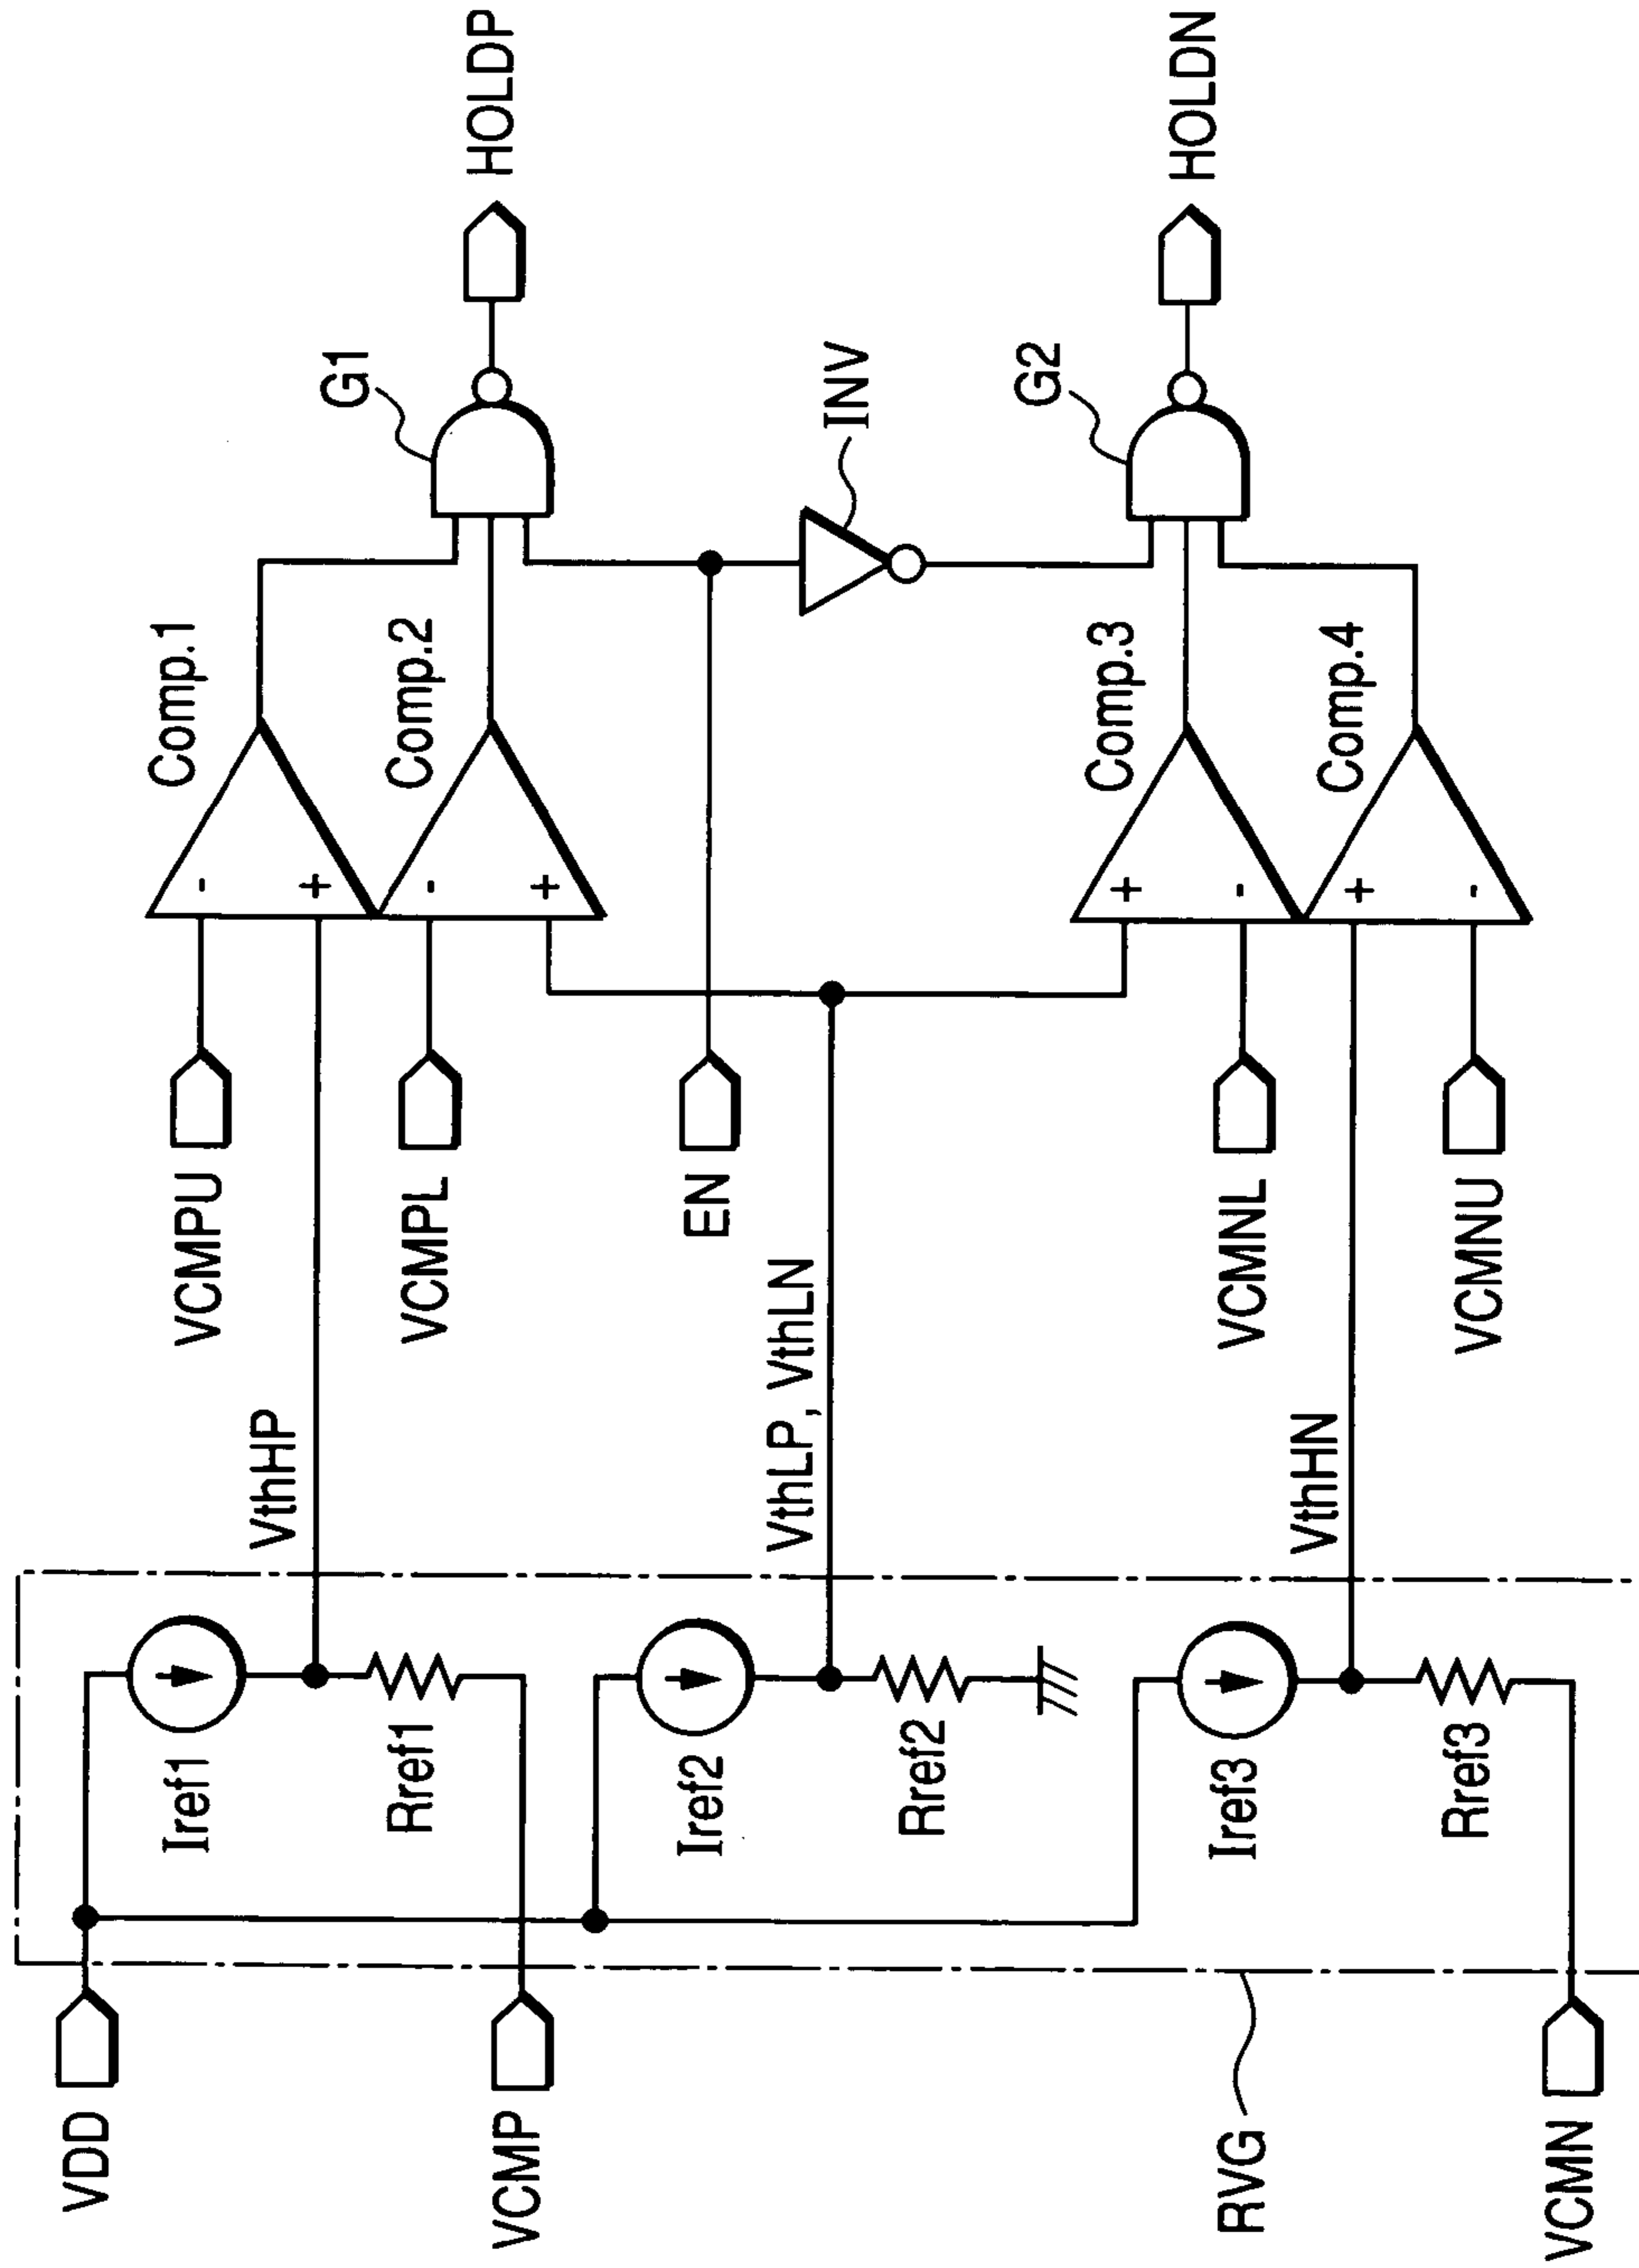 VDD
VCMP
RVG
VCMN
Iref1
Rref1
Iref2
Rref2
Iref3
Rref3
VthHP
VthLP, VthLN
VthHN
VCMPU
VCMPL
EN
VCMNL
VCMNU
-
+
-
+
+
-
+
-
Comp.1
Comp.2
Comp.3
Comp.4
G1
INV
G2
HOLDP
HOLDN